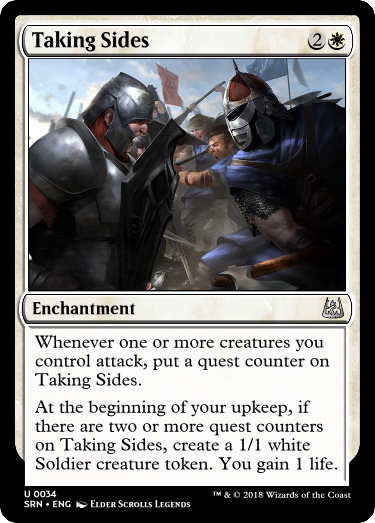 Taking Sides 2
Enchantment
Whenever one or more creatures you
control attack, put a quest counter on
Taking Sides.
At the beginning of your upkeep, if
there are two or more quest counters
on Taking Sides, create a 1/1 white
Soldier creature token. You gain 1 life.
U 0034
SRN • ENG Elder Scrolls Legends
™ & © 2018 Wizards of the Coast